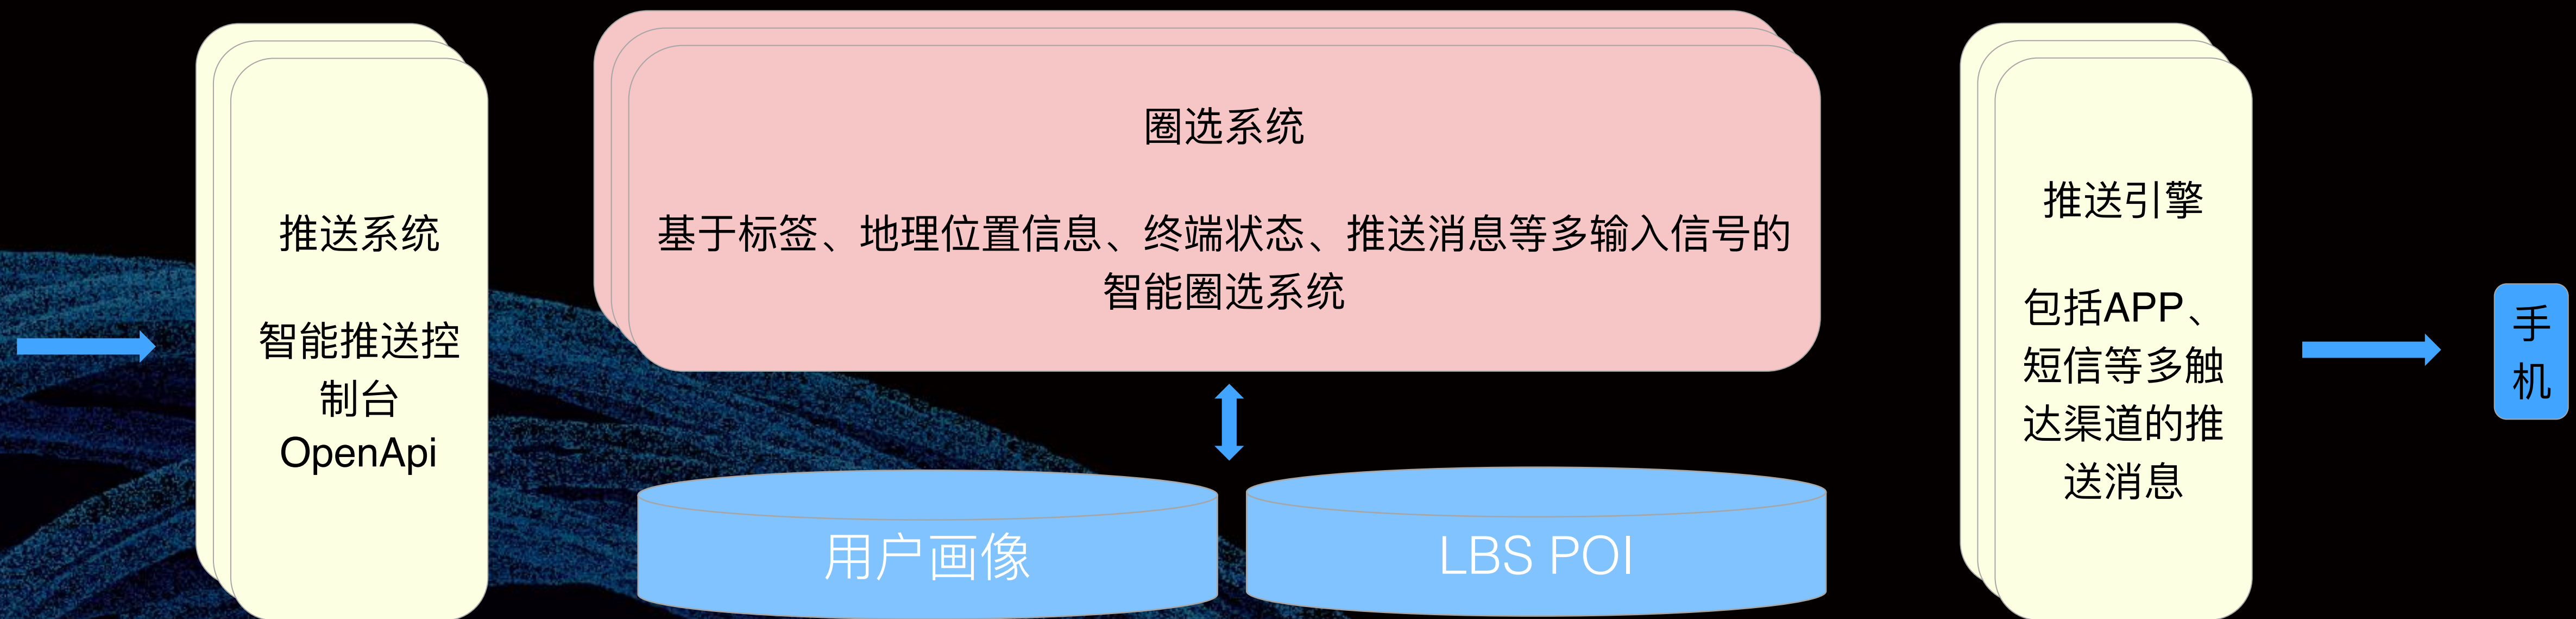 推送系统
智能推送控
制台
OpenApi
圈选系统
基于标签、地理位置信息、终端状态、推送消息等多输入信号的
智能圈选系统
用户画像
LBS POI
推送引擎
包括APP、
短信等多触
达渠道的推
送消息
手
机